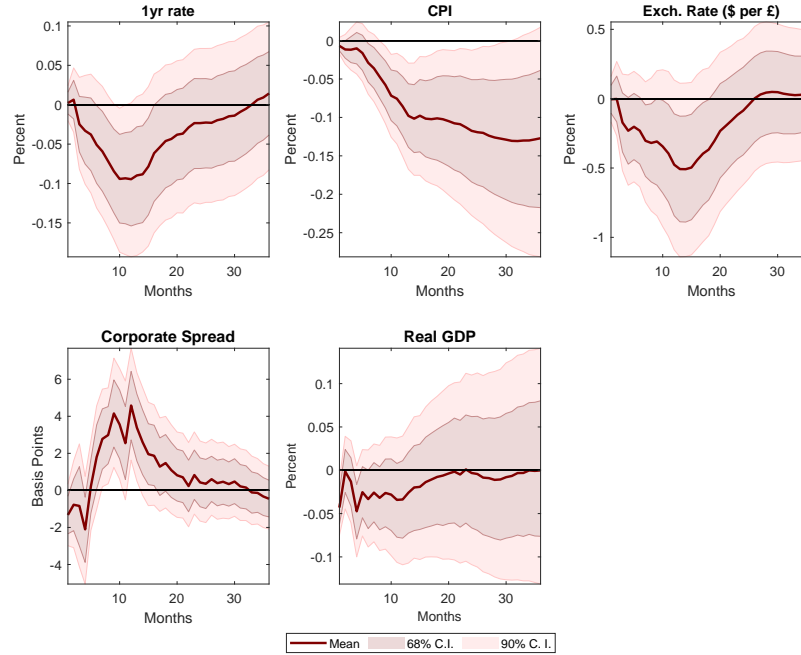 1yr rate
0.1
0.05
0
-0.05
-0.1
-0.15
Percent
10 20 30
Months
CPI
0
-0.05
-0.1
-0.15
-0.2
-0.25
Percent
10 20 30
Months
Exch. Rate ($ per £)
0.5
0
-0.5
-1
Percent
10 20 30
Months
Corporate Spread
6
4
2
0
-2
-4
Basis Points
10 20 30
Months
Real GDP
0.1
0.05
0
-0.05
-0.1
Percent
10 20 30
Months
Mean 68% C.I. 90% C. I.